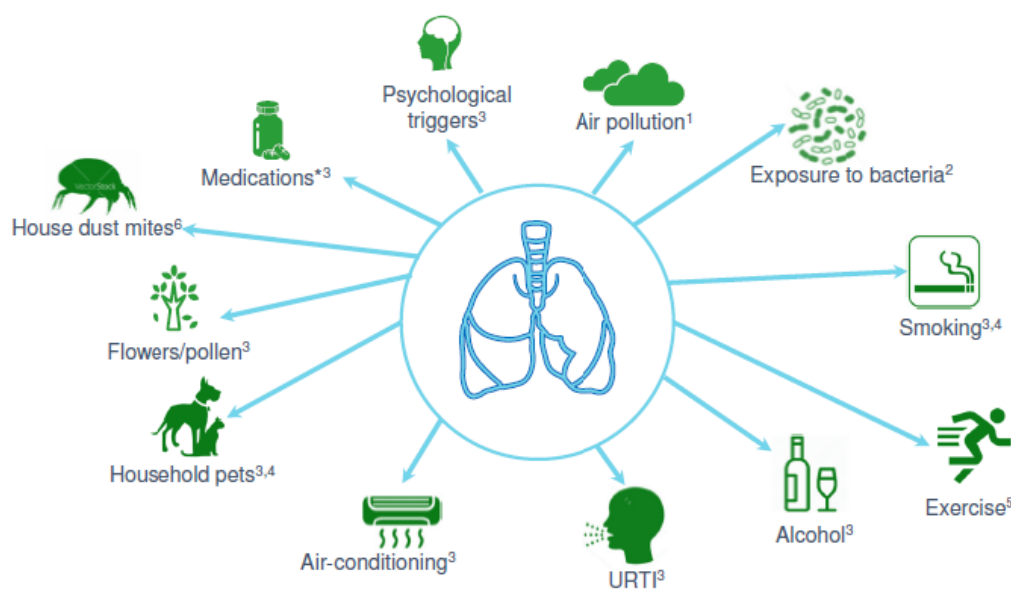 Psychological
triggers³
Air pollution¹
Exposure to bacteria²
Medications*³
House dust mites⁶
VectorStock
Smoking³,⁴
Flowers/pollen³
Household pets³,⁴
Exercise⁵
Alcohol³
Air-conditioning³
URTI³